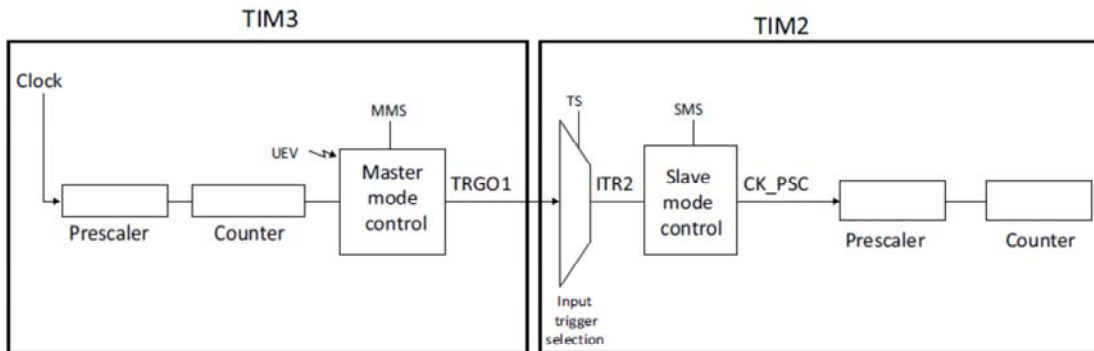 TIM3
TIM2
Clock
MMS
UEV
Master
mode
control
TRGO1
Prescaler
Counter
TS
ITR2
SMS
Slave
mode
control
CK_PSC
Prescaler
Counter
Input
trigger
selection